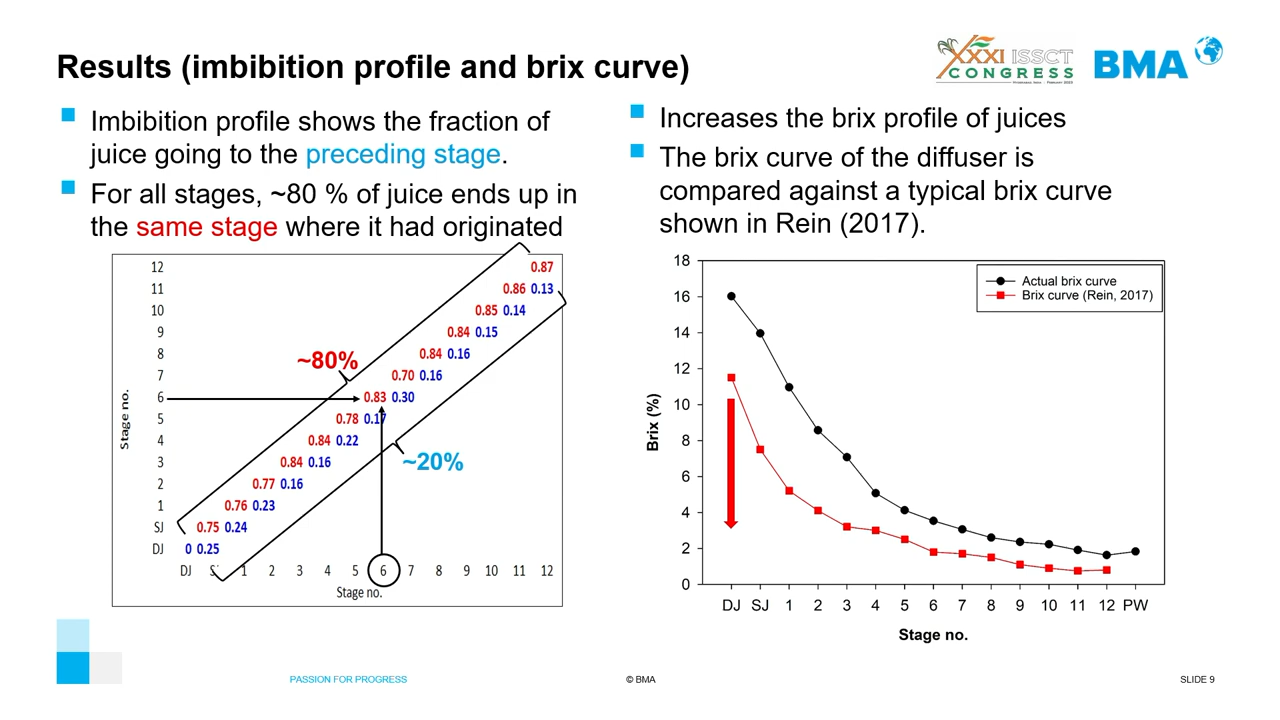 Results (imbibition profile and brix curve)
XXXI ISSCT
CONGRESS
BMA
Imbibition profile shows the fraction of
juice going to the preceding stage.
For all stages, ~80 % of juice ends up in
the same stage where it had originated
Increases the brix profile of juices
The brix curve of the diffuser is
compared against a typical brix curve
shown in Rein (2017).
12 0.87
11 0.86 0.13
10 0.85 0.14
9 0.84 0.15
8 0.84 0.16
7 0.70 0.16
6 0.83 0.30
5 0.78 0.17
4 0.84 0.22
3 0.84 0.16
2 0.77 0.16
1 0.76 0.23
SJ 0.75 0.24
DJ 0 0.25
DJ 1 2 3 4 5 6 7 8 9 10 11 12
Stage no.
Stage no.
~80%
~20%
18
16
14
12
10
8
6
4
2
0
Brix (%)
Actual brix curve
Brix curve (Rein, 2017)
DJ SJ 1 2 3 4 5 6 7 8 9 10 11 12 PW
Stage no.
PASSION FOR PROGRESS
© BMA
SLIDE 9